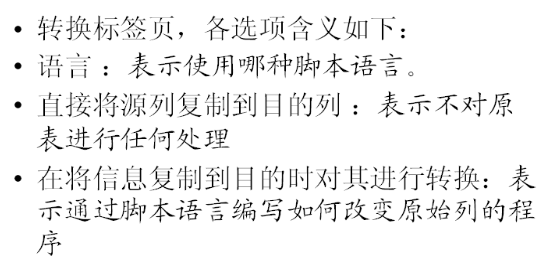 • 转换标签页，各选项含义如下：
• 语言：表示使用哪种脚本语言。
• 直接将源列复制到目的列：表示不对原
表进行任何处理
• 在将信息复制到目的时对其进行转换：表
示通过脚本语言编写如何改变原始列的程
序